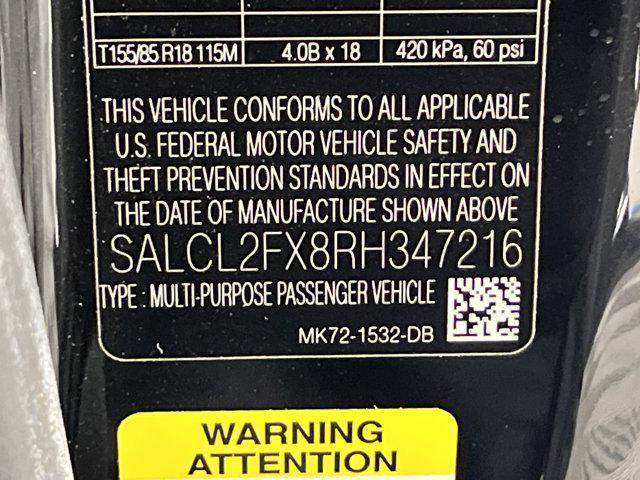 T155/85 R18 115M 4.0B x 18 420 kPa, 60 psi
THIS VEHICLE CONFORMS TO ALL APPLICABLE
U.S. FEDERAL MOTOR VEHICLE SAFETY AND
THEFT PREVENTION STANDARDS IN EFFECT ON
THE DATE OF MANUFACTURE SHOWN ABOVE
SALCL2FX8RH347216
TYPE : MULTI-PURPOSE PASSENGER VEHICLE
MK72-1532-DB
WARNING
ATTENTION